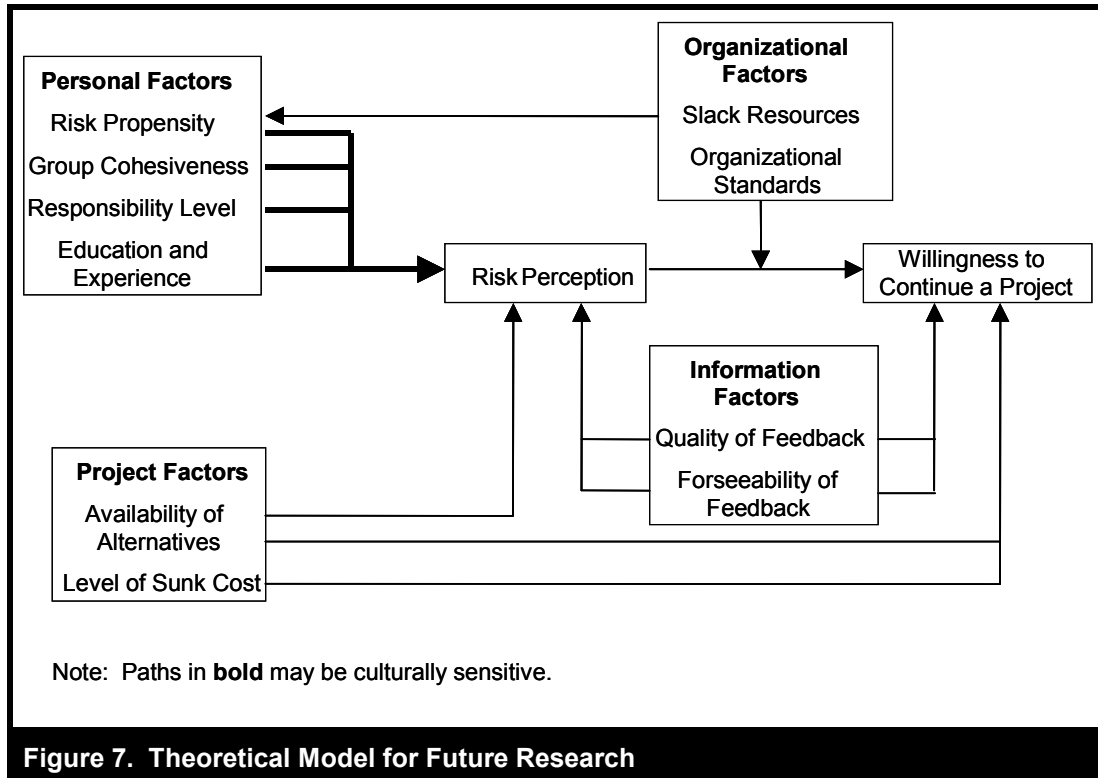 Personal Factors
Risk Propensity
Group Cohesiveness
Responsibility Level
Education and
Experience
Organizational
Factors
Slack Resources
Organizational
Standards
Risk Perception
Willingness to
Continue a Project
Information
Factors
Quality of Feedback
Forseeability of
Feedback
Project Factors
Availability of
Alternatives
Level of Sunk Cost
Note: Paths in bold may be culturally sensitive.
Figure 7. Theoretical Model for Future Research